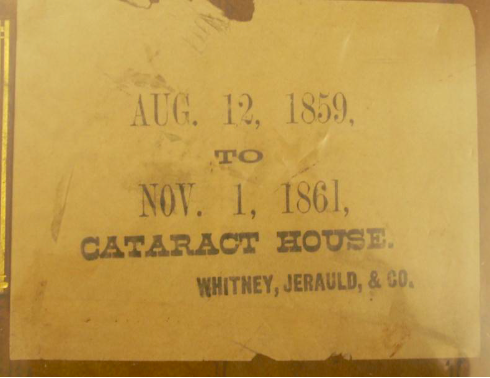 AUG. 12, 1859,
TO
NOV. 1, 1861,
CATARACT HOUSE.
WHITNEY, JERAULD, & CO.